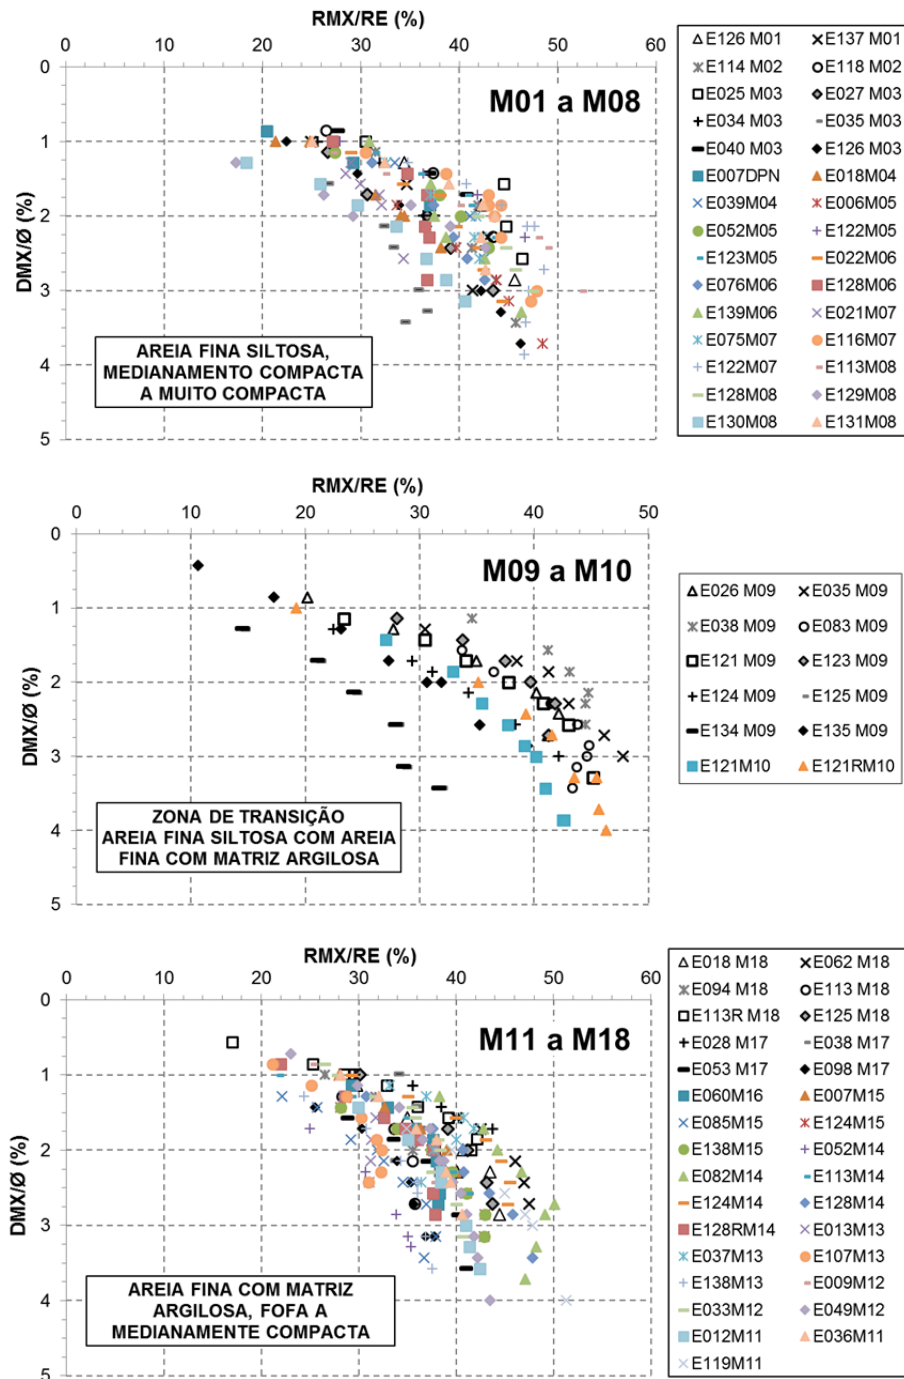 RMX/RE (%)
0 10 20 30 40 50 60
0
1
2
3
4
5
DMX/Ø (%)
M01 a M08
AREIA FINA SILTOSA,
MEDIANAMENTO COMPACTA
A MUITO COMPACTA
E126 M01 E137 M01
E114 M02 E118 M02
E025 M03 E027 M03
E034 M03 E035 M03
E040 M03 E126 M03
E007DPN E018M04
E039M04 E006M05
E052M05 E122M05
E123M05 E022M06
E076M06 E128M06
E139M06 E021M07
E075M07 E116M07
E122M07 E113M08
E128M08 E129M08
E130M08 E131M08
RMX/RE (%)
0 10 20 30 40 50
0
1
2
3
4
5
DMX/Ø (%)
M09 a M10
ZONA DE TRANSIÇÃO
AREIA FINA SILTOSA COM AREIA
FINA COM MATRIZ ARGILOSA
E026 M09 E035 M09
E038 M09 E083 M09
E121 M09 E123 M09
E124 M09 E125 M09
E134 M09 E135 M09
E121M10 E121RM10
RMX/RE (%)
0 10 20 30 40 50 60
0
1
2
3
4
5
DMX/Ø (%)
M11 a M18
AREIA FINA COM MATRIZ
ARGILOSA, FOFA A
MEDIANAMENTE COMPACTA
E018 M18 E062 M18
E094 M18 E113 M18
E113R M18 E125 M18
E028 M17 E038 M17
E053 M17 E098 M17
E060M16 E007M15
E085M15 E124M15
E138M15 E052M14
E082M14 E113M14
E124M14 E128M14
E128RM14 E013M13
E037M13 E107M13
E138M13 E009M12
E033M12 E049M12
E012M11 E036M11
E119M11